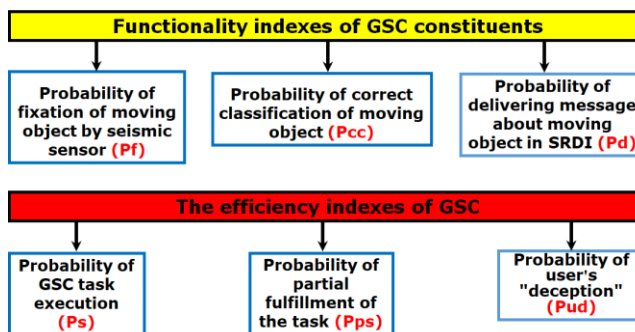 Functionality indexes of GSC constituents
Probability of
fixation of moving
object by seismic
sensor (Pf)
Probability of correct
classification of moving
object (Pcc)
Probability of
delivering message
about moving
object in SRDI (Pd)
The efficiency indexes of GSC
Probability of
GSC task
execution
(Ps)
Probability of
partial
fulfillment of
the task (Pps)
Probability of
user's
"deception"
(Pud)